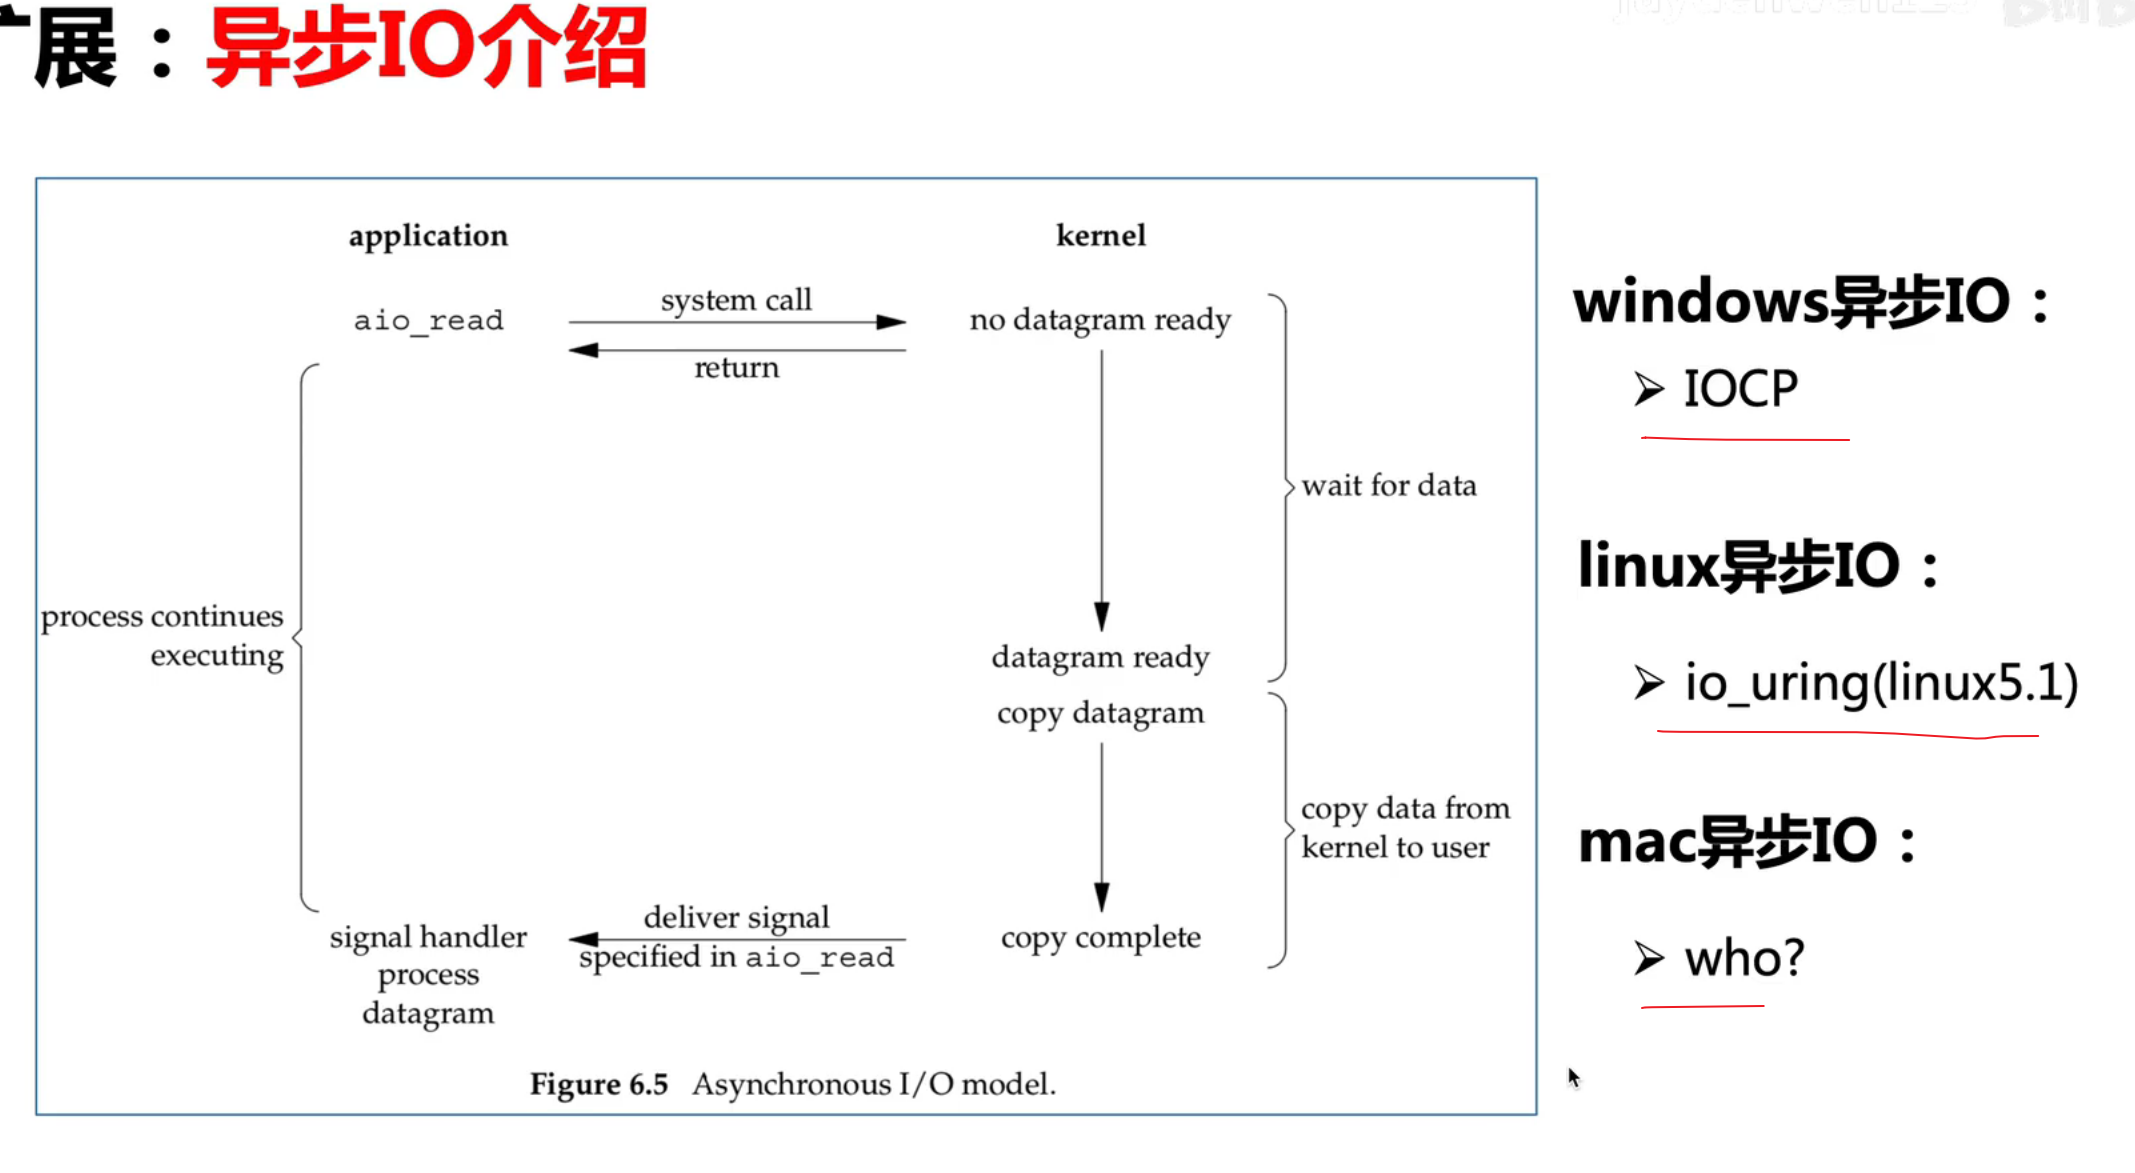 展：异步IO介绍
application
kernel
aio_read
system call
no datagram ready
return
wait for data
process continues
executing
datagram ready
copy datagram
copy data from
kernel to user
deliver signal
signal handler
specified in aio_read
copy complete
process
datagram
Figure 6.5 Asynchronous I/O model.
windows异步IO：
➢ IOCP
linux异步IO：
➢ io_uring(linux5.1)
mac异步IO：
➢ who?